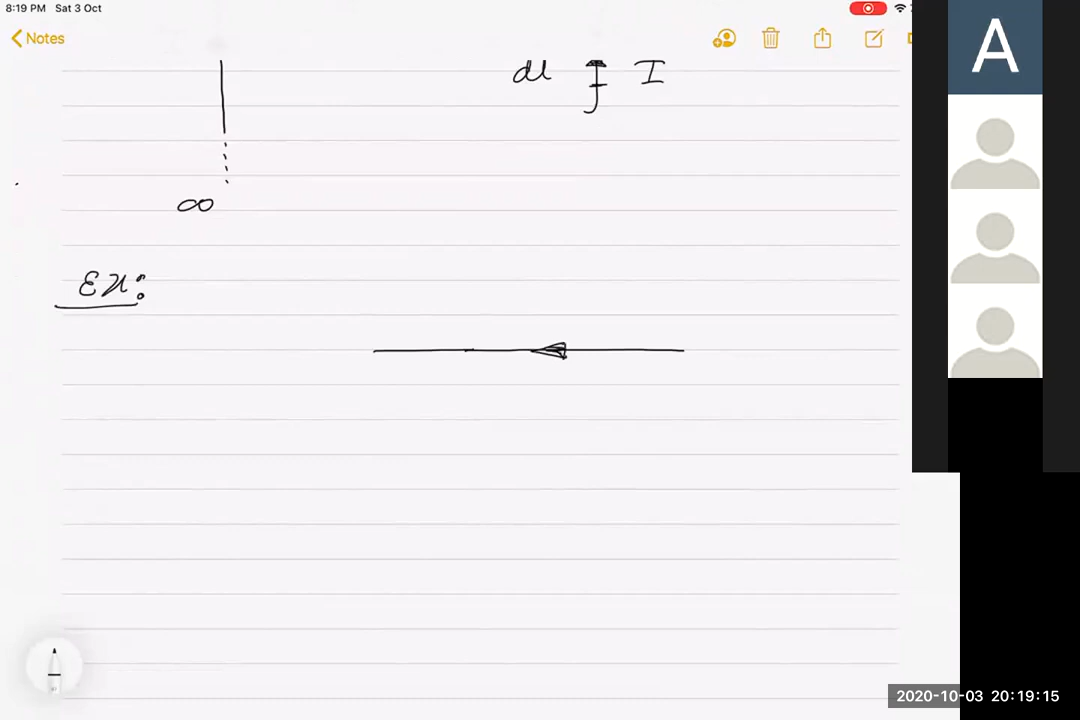 8:19 PM Sat 3 Oct
Notes
A
dl I
∞
Ex:
2020-10-03 20:19:15